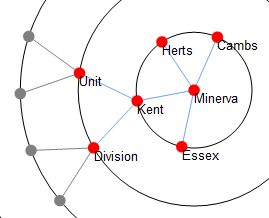 Cambs
Herts
Unit
Minerva
Kent
Division
Essex